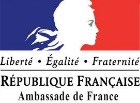 Liberté • Égalité • Fraternité
RÉPUBLIQUE FRANÇAISE
Ambassade de France